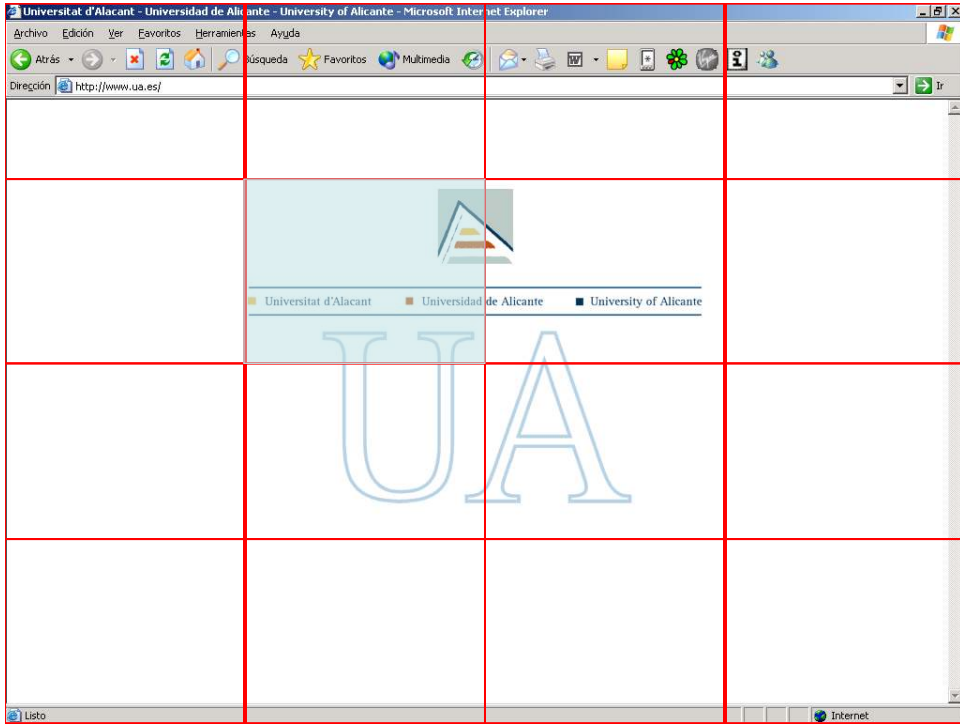 Universitat d'Alacant - Universidad de Alicante - University of Alicante - Microsoft Internet Explorer
Archivo Edición Ver Favoritos Herramientas Ayuda
Atrás Búsqueda Favoritos Multimedia
Dirección http://www.ua.es/ Ir
Universitat d'Alacant Universidad de Alicante University of Alicante
UA
Listo Internet